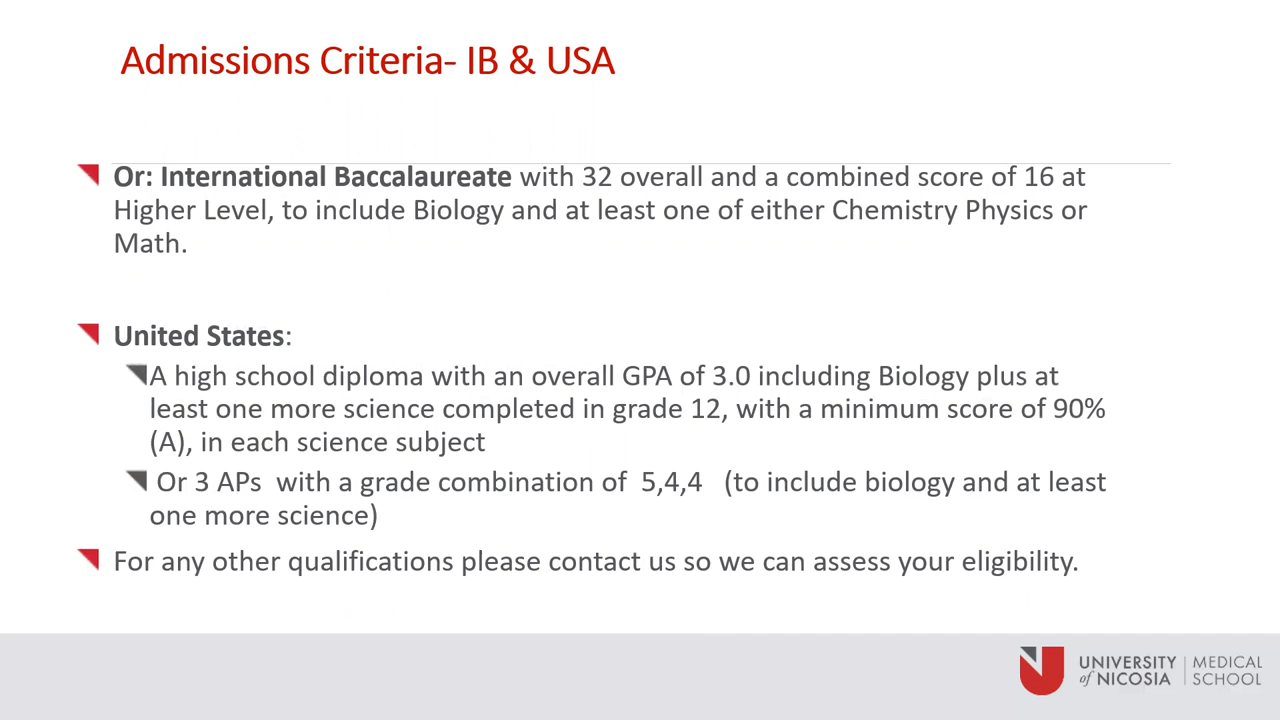 Admissions Criteria- IB & USA
Or: International Baccalaureate with 32 overall and a combined score of 16 at
Higher Level, to include Biology and at least one of either Chemistry Physics or
Math.
United States:
A high school diploma with an overall GPA of 3.0 including Biology plus at
least one more science completed in grade 12, with a minimum score of 90%
(A), in each science subject
Or 3 APs with a grade combination of 5,4,4 (to include biology and at least
one more science)
For any other qualifications please contact us so we can assess your eligibility.
UNIVERSITY
of NICOSIA
MEDICAL
SCHOOL